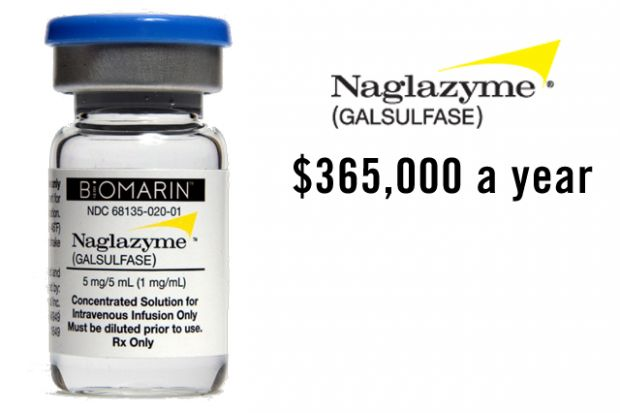 BIOMARIN™
NDC 68135-020-01
Naglazyme™
(GALSULFASE)
5 mg/5 mL (1 mg/mL)
Concentrated Solution for
Intravenous Infusion Only
Must be diluted prior to use.
Rx Only
Naglazyme®
(GALSULFASE)
$365,000 a year